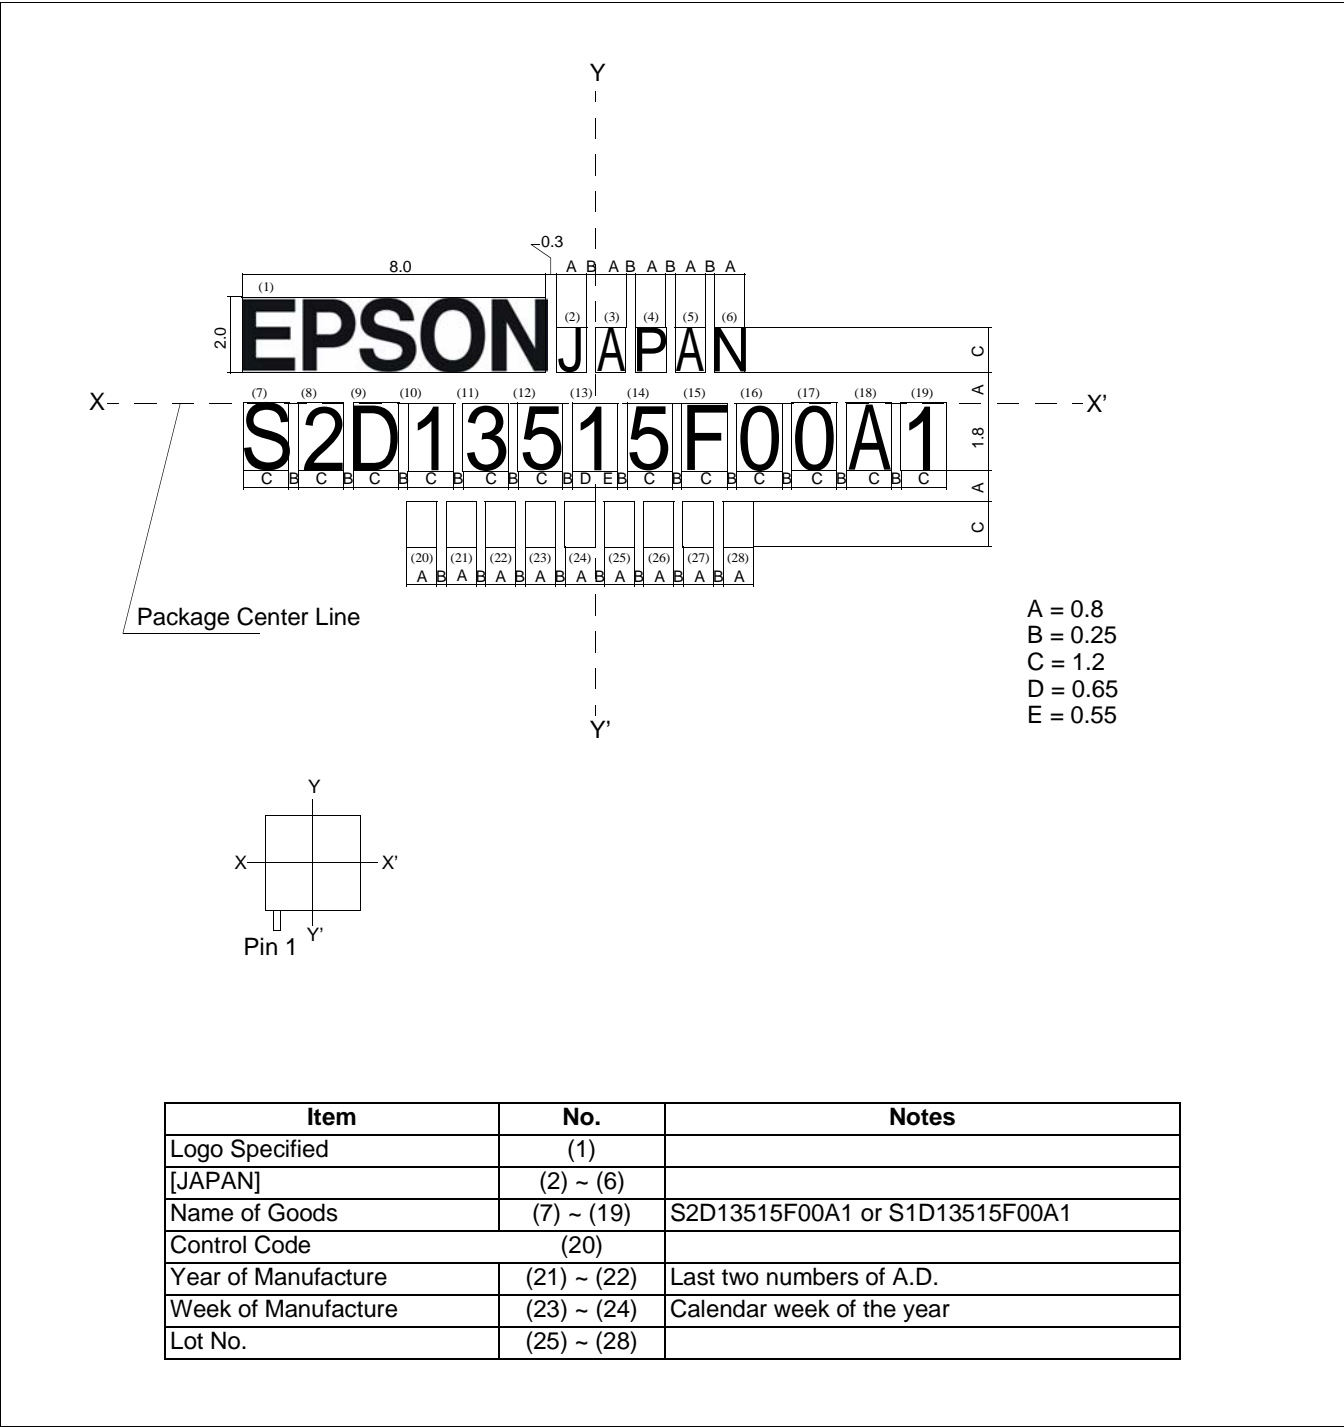 Y
0.3
8.0 A B A B A B A B A
(1) (2) (3) (4) (5) (6)
2.0 EPSON JAPAN C
A
(7) (8) (9) (10) (11) (12) (13) (14) (15) (16) (17) (18) (19)
X X’
S2D13515F00A1 1.8
C B C B C B C B C B C B D E B C B C B C B C B C B C A
C
(20) (21) (22) (23) (24) (25) (26) (27) (28)
A B A B A B A B A B A B A B A B A
Package Center Line
A = 0.8
B = 0.25
C = 1.2
D = 0.65
E = 0.55
Y’
Y
X X’
Y’
Pin 1
Item No. Notes
Logo Specified (1)
[JAPAN] (2) ~ (6)
Name of Goods (7) ~ (19) S2D13515F00A1 or S1D13515F00A1
Control Code (20)
Year of Manufacture (21) ~ (22) Last two numbers of A.D.
Week of Manufacture (23) ~ (24) Calendar week of the year
Lot No. (25) ~ (28)